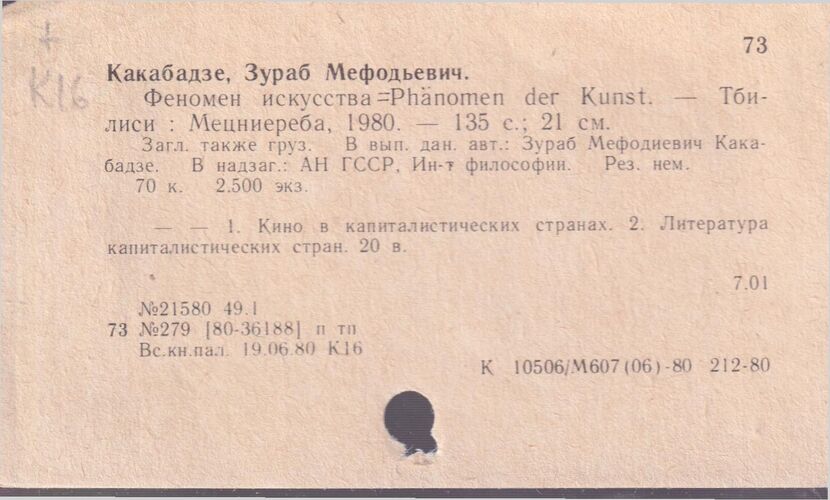 73
К16
Какабадзе, Зураб Мефодьевич.
Феномен искусства=Phänomen der Kunst. — Тби-
лиси : Мецниереба, 1980. — 135 с.; 21 см.
Загл. также груз. В вып. дан. авт.: Зураб Мефодиевич Кака-
бадзе. В надзаг.: АН ГССР, Ин-т философии. Рез. нем.
70 к. 2.500 экз.
— — 1. Кино в капиталистических странах. 2. Литература
капиталистических стран. 20 в.
7.01
№21580 49.1
73 №279 [80-36188] п тп
Вс.кн.пал. 19.06.80 К16
К 10506/М607(06)-80 212-80